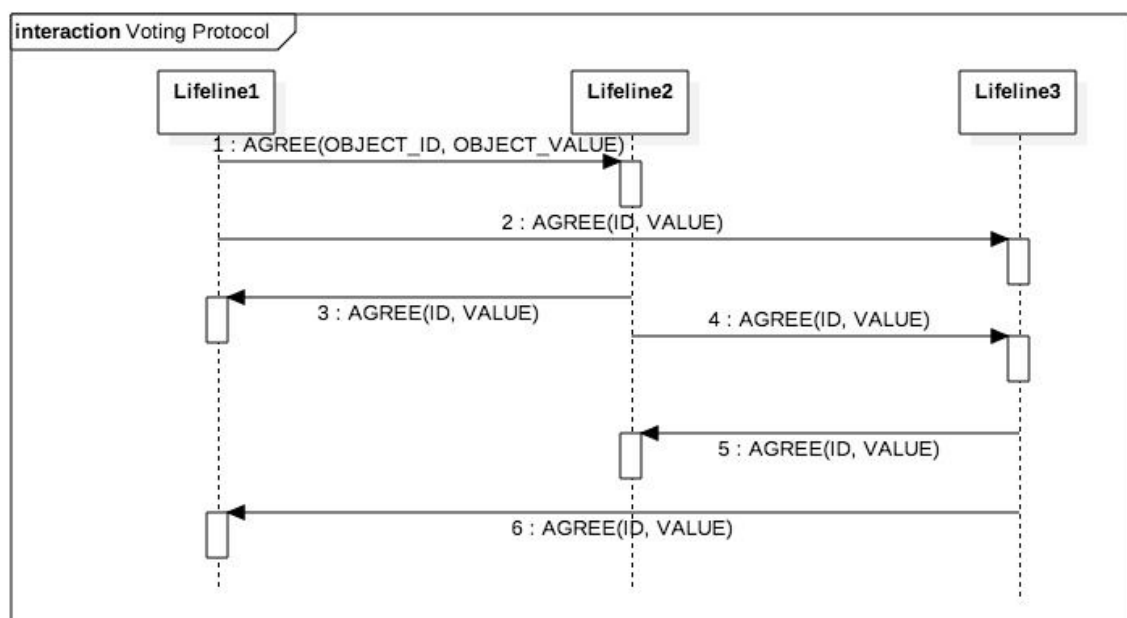 interaction Voting Protocol
Lifeline1
Lifeline2
Lifeline3
1 : AGREE(OBJECT_ID, OBJECT_VALUE)
2 : AGREE(ID, VALUE)
3 : AGREE(ID, VALUE)
4 : AGREE(ID, VALUE)
5 : AGREE(ID, VALUE)
6 : AGREE(ID, VALUE)